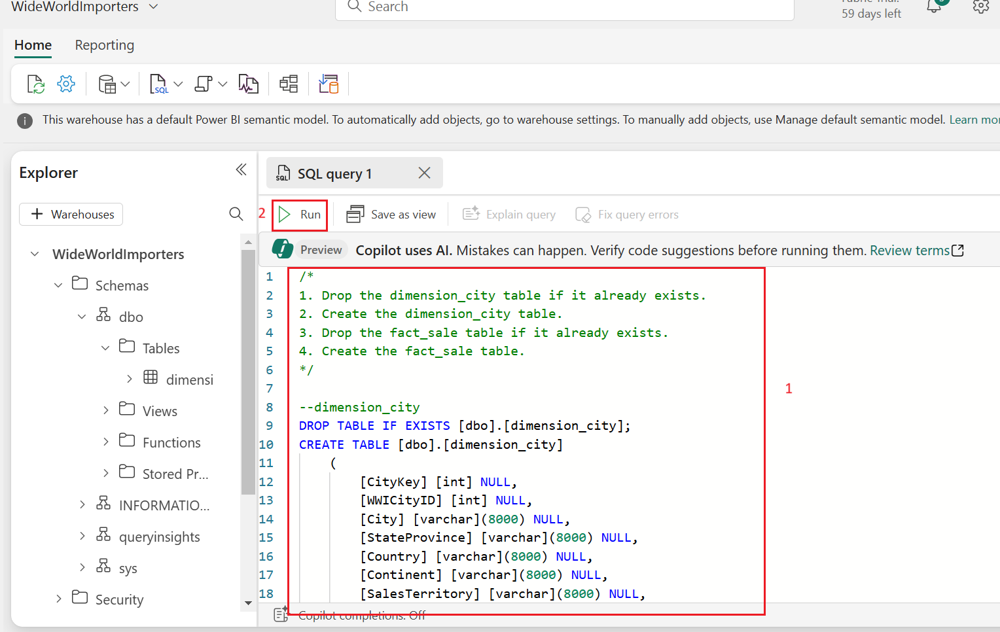 WideWorldImporters
Search
59 days left
Home
Reporting
SQL
This warehouse has a default Power BI semantic model. To automatically add objects, go to warehouse settings. To manually add objects, use Manage default semantic model. Learn mor
Explorer
+ Warehouses
WideWorldImporters
Schemas
dbo
Tables
dimensi
Views
Functions
Stored Pr...
INFORMATIO...
queryinsights
sys
Security
SQL SQL query 1
2
Run
Save as view
Explain query
Fix query errors
Preview
Copilot uses AI. Mistakes can happen. Verify code suggestions before running them. Review terms
1 /*
2 1. Drop the dimension_city table if it already exists.
3 2. Create the dimension_city table.
4 3. Drop the fact_sale table if it already exists.
5 4. Create the fact_sale table.
6 */
7
8 --dimension_city
9 DROP TABLE IF EXISTS [dbo].[dimension_city];
10 CREATE TABLE [dbo].[dimension_city]
11 (
12 [CityKey] [int] NULL,
13 [WWICityID] [int] NULL,
14 [City] [varchar](8000) NULL,
15 [StateProvince] [varchar](8000) NULL,
16 [Country] [varchar](8000) NULL,
17 [Continent] [varchar](8000) NULL,
18 [SalesTerritory] [varchar](8000) NULL,
1
Copilot completions: Off